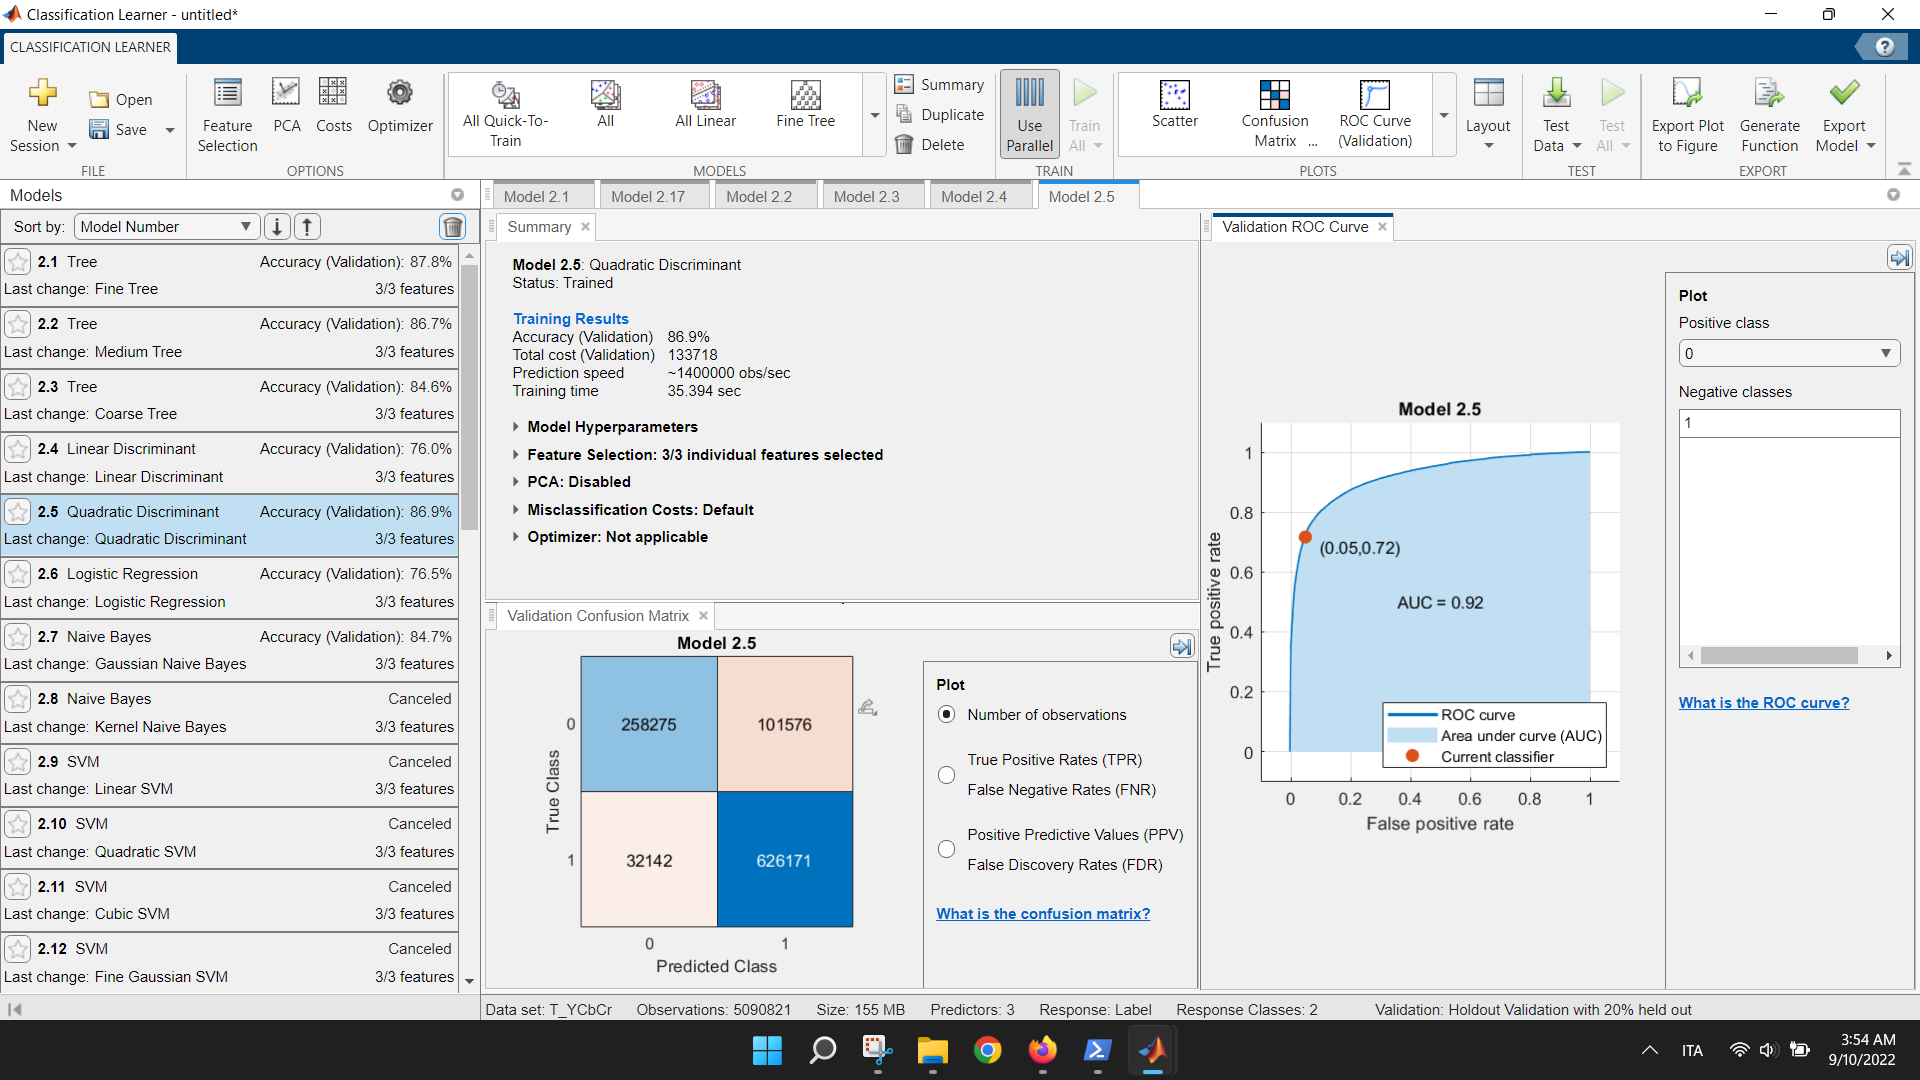 Classification Learner - untitled*
CLASSIFICATION LEARNER
New Session
Open
Save
FILE
Feature Selection
PCA
Costs
Optimizer
OPTIONS
All Quick-To-Train
All
All Linear
Fine Tree
MODELS
Summary
Duplicate
Delete
Use Parallel
Train All
TRAIN
Scatter
Confusion Matrix ...
ROC Curve (Validation)
PLOTS
Layout
Test Data
Test All
TEST
Export Plot to Figure
Generate Function
Export Model
EXPORT
Models
Sort by: Model Number
2.1 Tree Accuracy (Validation): 87.8%
Last change: Fine Tree 3/3 features
2.2 Tree Accuracy (Validation): 86.7%
Last change: Medium Tree 3/3 features
2.3 Tree Accuracy (Validation): 84.6%
Last change: Coarse Tree 3/3 features
2.4 Linear Discriminant Accuracy (Validation): 76.0%
Last change: Linear Discriminant 3/3 features
2.5 Quadratic Discriminant Accuracy (Validation): 86.9%
Last change: Quadratic Discriminant 3/3 features
2.6 Logistic Regression Accuracy (Validation): 76.5%
Last change: Logistic Regression 3/3 features
2.7 Naive Bayes Accuracy (Validation): 84.7%
Last change: Gaussian Naive Bayes 3/3 features
2.8 Naive Bayes Canceled
Last change: Kernel Naive Bayes 3/3 features
2.9 SVM Canceled
Last change: Linear SVM 3/3 features
2.10 SVM Canceled
Last change: Quadratic SVM 3/3 features
2.11 SVM Canceled
Last change: Cubic SVM 3/3 features
2.12 SVM Canceled
Last change: Fine Gaussian SVM 3/3 features
Model 2.1 Model 2.17 Model 2.2 Model 2.3 Model 2.4 Model 2.5
Summary
Model 2.5: Quadratic Discriminant
Status: Trained
Training Results
Accuracy (Validation) 86.9%
Total cost (Validation) 133718
Prediction speed ~1400000 obs/sec
Training time 35.394 sec
Model Hyperparameters
Feature Selection: 3/3 individual features selected
PCA: Disabled
Misclassification Costs: Default
Optimizer: Not applicable
Validation Confusion Matrix
Model 2.5
True Class
0 258275 101576
1 32142 626171
0 1
Predicted Class
Plot
Number of observations
True Positive Rates (TPR)
False Negative Rates (FNR)
Positive Predictive Values (PPV)
False Discovery Rates (FDR)
What is the confusion matrix?
Validation ROC Curve
Model 2.5
True positive rate
1
0.8
0.6
0.4
0.2
0
(0.05,0.72)
AUC = 0.92
ROC curve
Area under curve (AUC)
Current classifier
0 0.2 0.4 0.6 0.8 1
False positive rate
Plot
Positive class
0
Negative classes
1
What is the ROC curve?
Data set: T_YCbCr Observations: 5090821 Size: 155 MB Predictors: 3 Response: Label Response Classes: 2 Validation: Holdout Validation with 20% held out
ITA
3:54 AM
9/10/2022